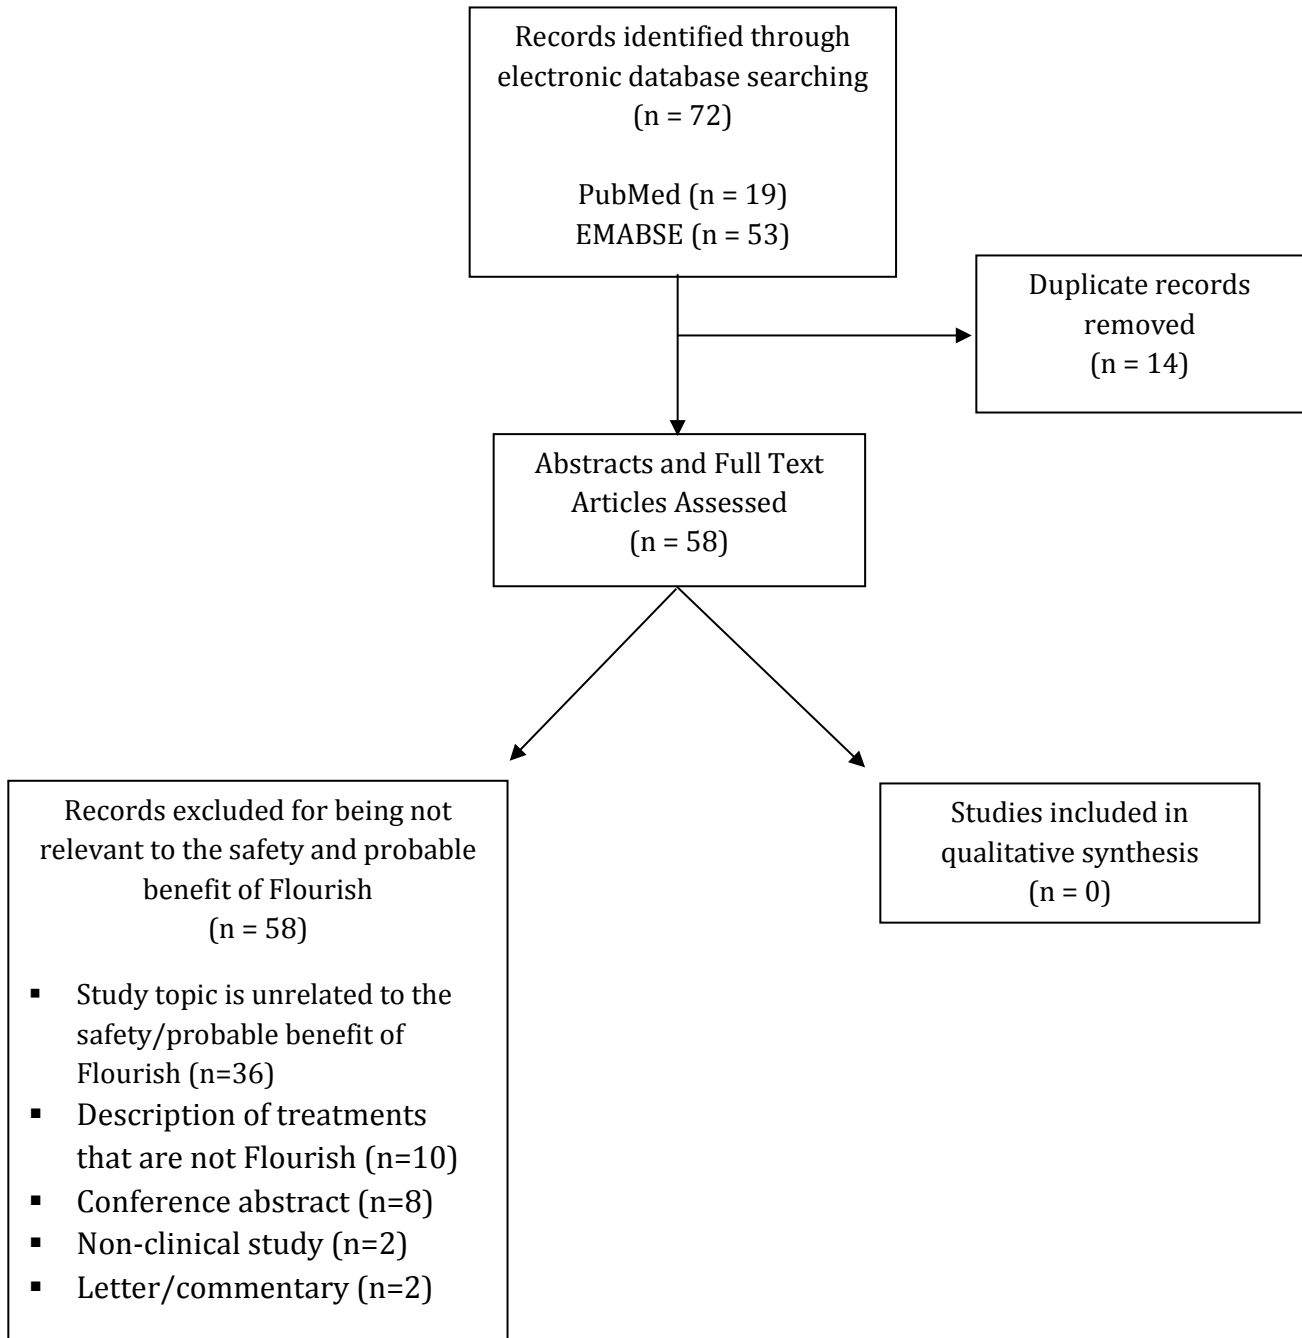 Records identified through
electronic database searching
(n = 72)
PubMed (n = 19)
EMABSE (n = 53)
Duplicate records
removed
(n = 14)
Abstracts and Full Text
Articles Assessed
(n = 58)
Records excluded for being not
relevant to the safety and probable
benefit of Flourish
(n = 58)
▪ Study topic is unrelated to the
safety/probable benefit of
Flourish (n=36)
▪ Description of treatments
that are not Flourish (n=10)
▪ Conference abstract (n=8)
▪ Non-clinical study (n=2)
▪ Letter/commentary (n=2)
Studies included in
qualitative synthesis
(n = 0)